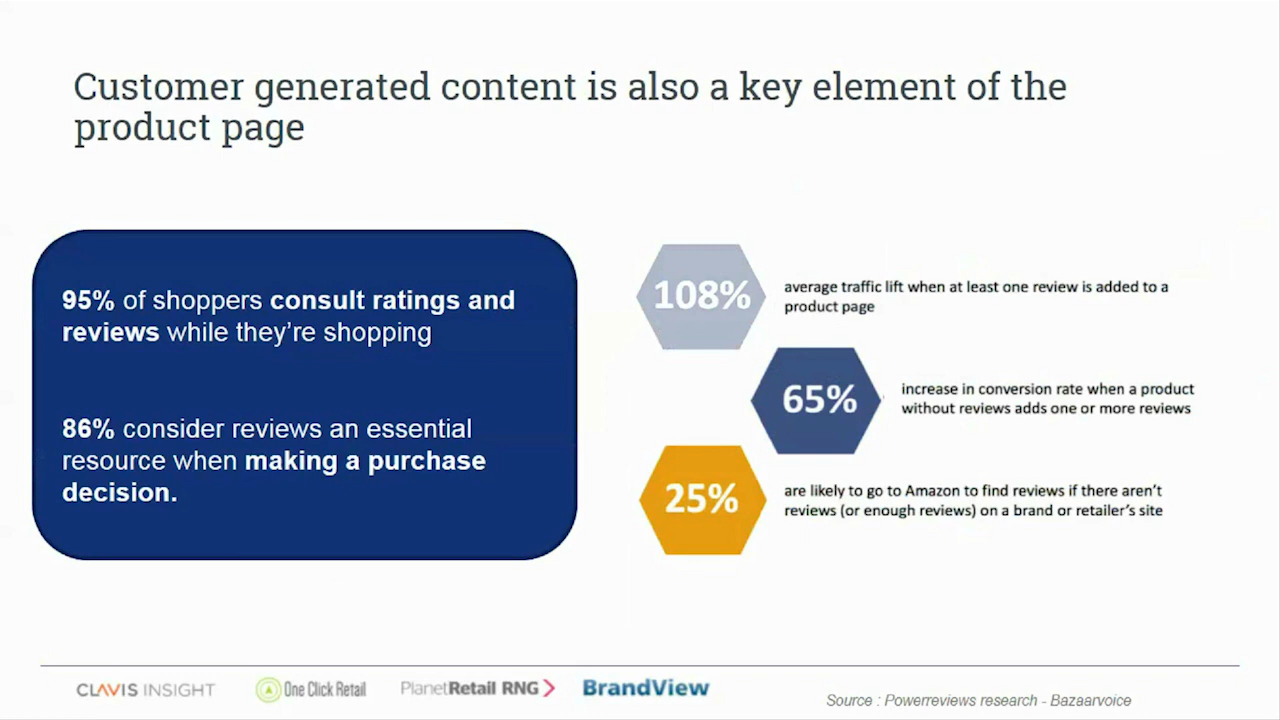 Customer generated content is also a key element of the
product page
95% of shoppers consult ratings and
reviews while they’re shopping
86% consider reviews an essential
resource when making a purchase
decision.
108%
average traffic lift when at least one review is added to a
product page
65%
increase in conversion rate when a product
without reviews adds one or more reviews
25%
are likely to go to Amazon to find reviews if there aren’t
reviews (or enough reviews) on a brand or retailer’s site
CLAVIS INSIGHT
One Click Retail
PlanetRetail RNG
BrandView
Source : Powerreviews research - Bazaarvoice